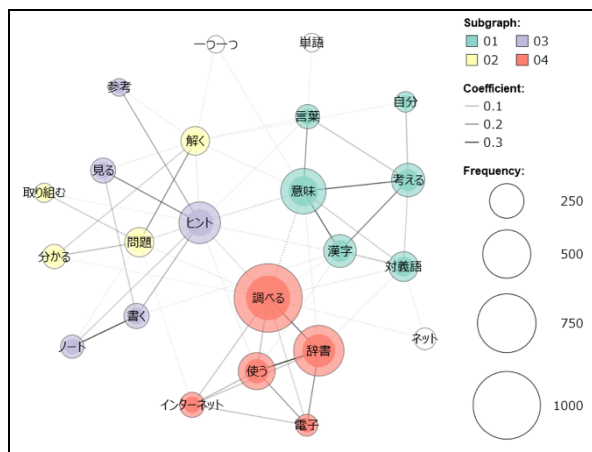 一つ一つ
単語
参考
言葉
自分
解く
見る
意味
考える
取り組む
ヒント
問題
漢字
分かる
対義語
調べる
書く
ネット
ノート
辞書
使う
インターネット
電子
Subgraph:
01
03
02
04
Coefficient:
0.1
0.2
0.3
Frequency:
250
500
750
1000